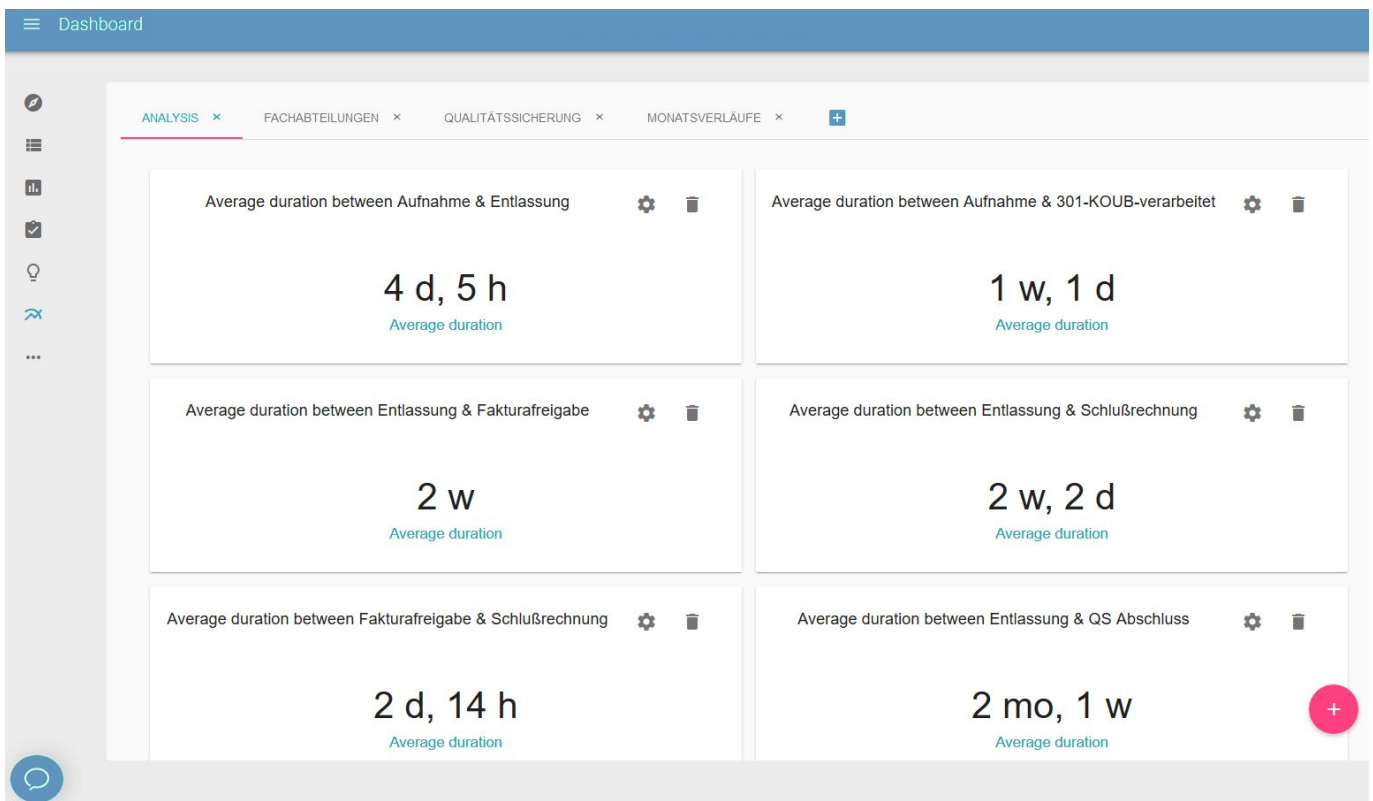 Dashboard
ANALYSIS × FACHABTEILUNGEN × QUALITÄTSSICHERUNG × MONATSVERLÄUFE ×
Average duration between Aufnahme & Entlassung
4 d, 5 h
Average duration
Average duration between Aufnahme & 301-KOUB-verarbeitet
1 w, 1 d
Average duration
Average duration between Entlassung & Fakturafreigabe
2 w
Average duration
Average duration between Entlassung & Schlußrechnung
2 w, 2 d
Average duration
Average duration between Fakturafreigabe & Schlußrechnung
2 d, 14 h
Average duration
Average duration between Entlassung & QS Abschluss
2 mo, 1 w
Average duration